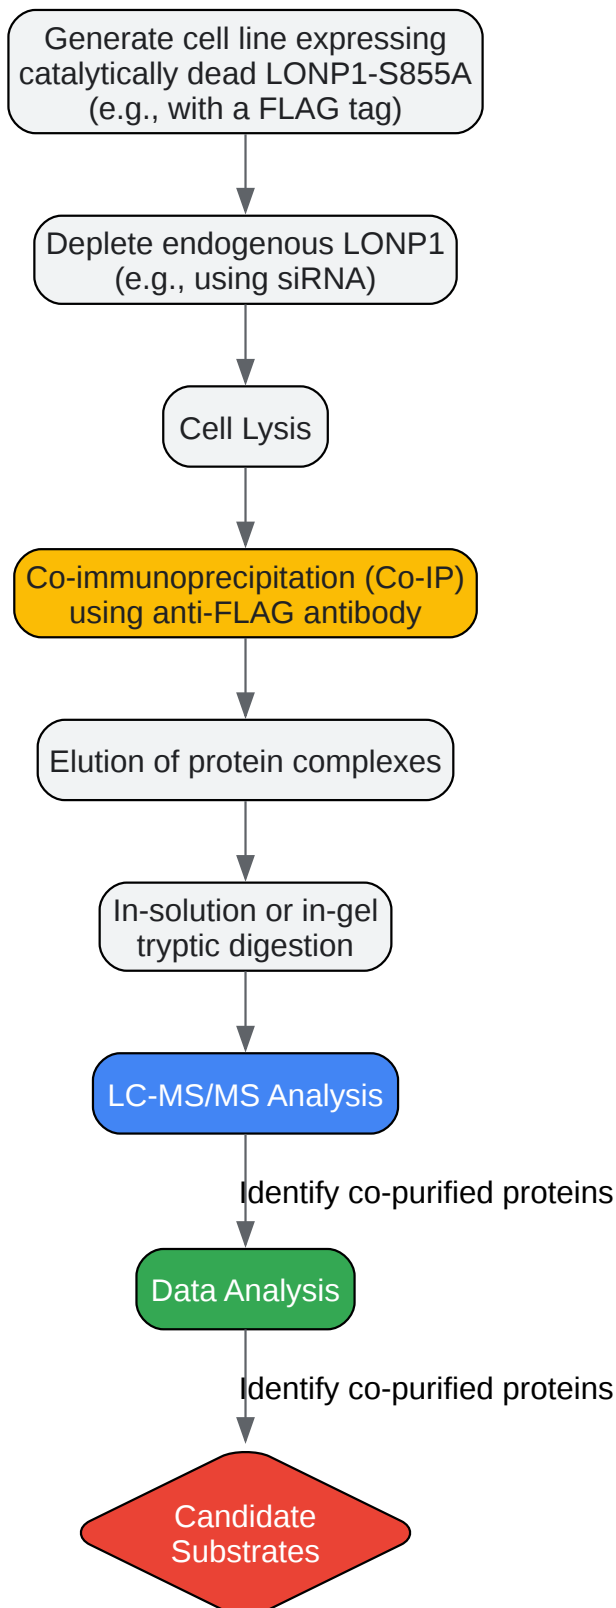 Generate cell line expressing
catalytically dead LONP1-S855A
(e.g., with a FLAG tag)
Deplete endogenous LONP1
(e.g., using siRNA)
Cell Lysis
Co-immunoprecipitation (Co-IP)
using anti-FLAG antibody
Elution of protein complexes
In-solution or in-gel
tryptic digestion
LC-MS/MS Analysis
Identify co-purified proteins
Data Analysis
Identify co-purified proteins
Candidate
Substrates